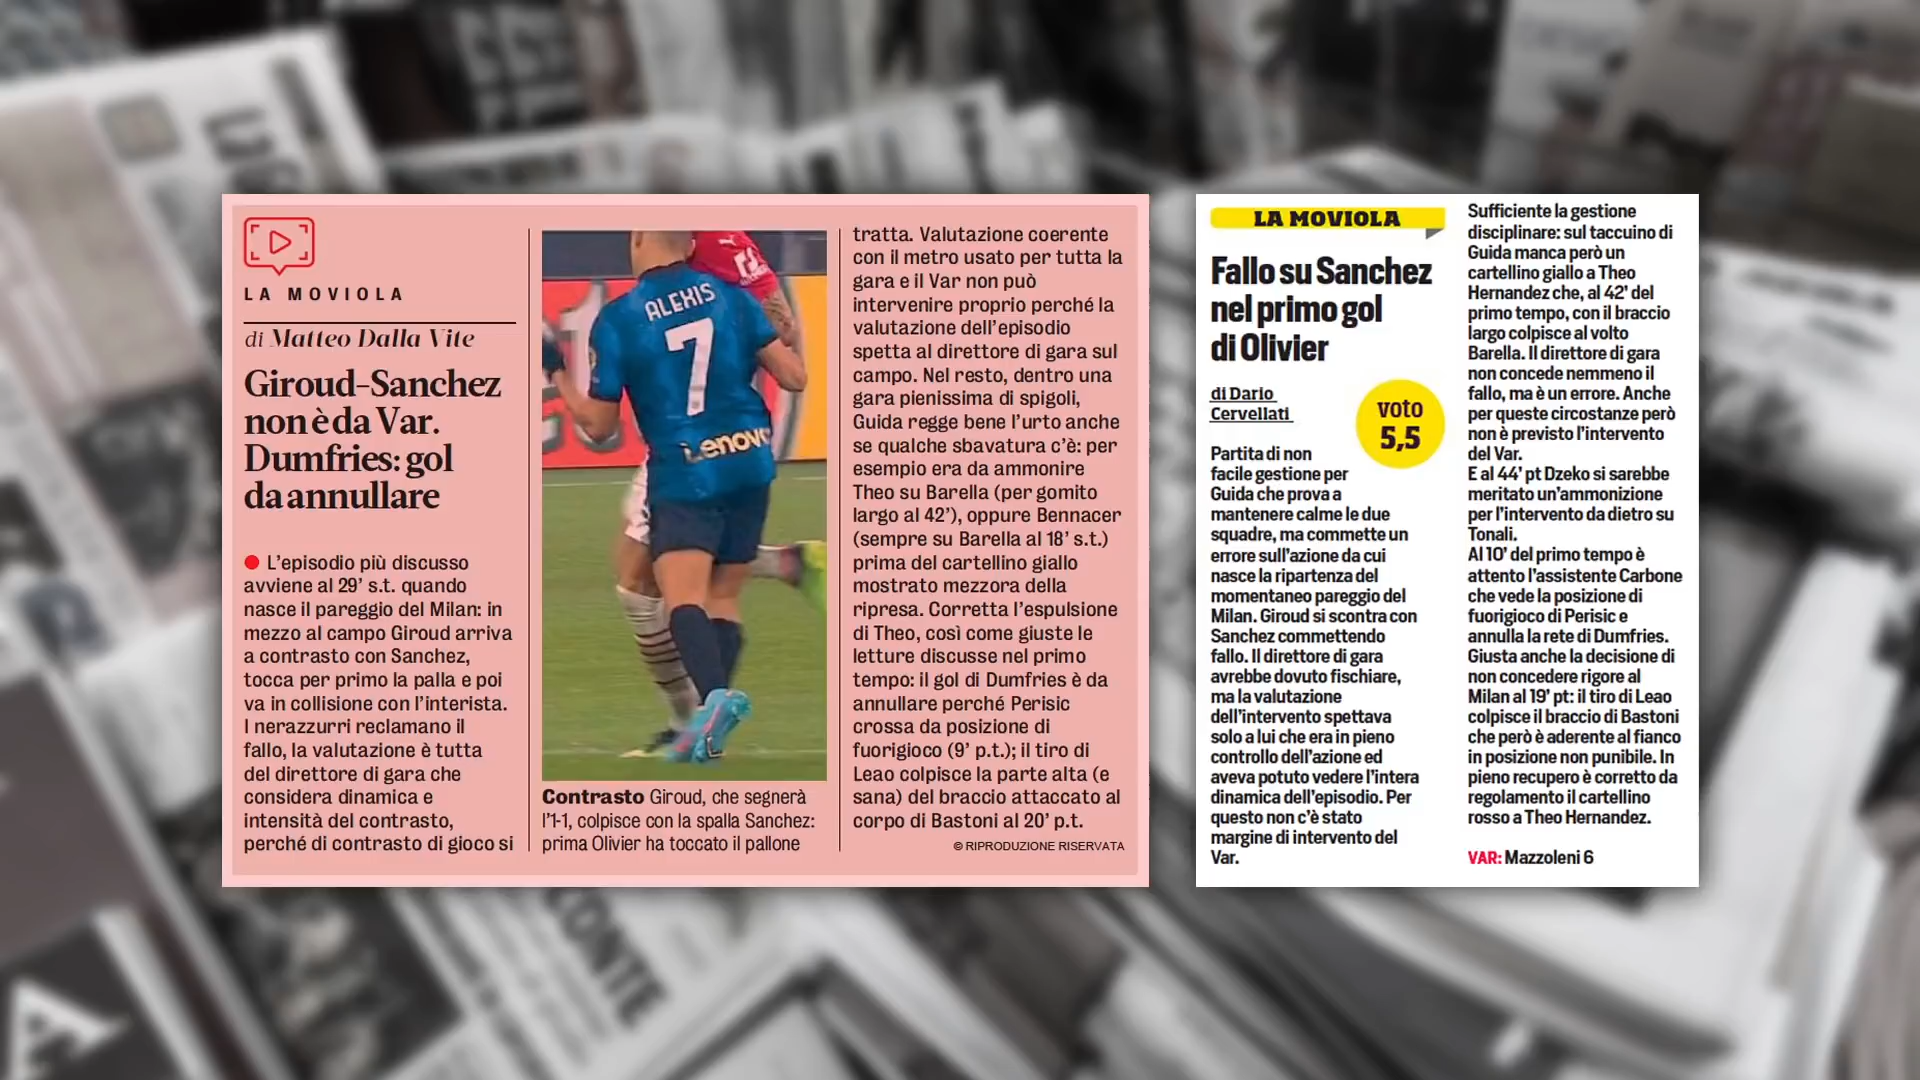 LA MOVIOLA
di Matteo Dalla Vite
Giroud-Sanchez
non è da Var.
Dumfries: gol
da annullare
L'episodio più discusso
avviene al 29' s.t. quando
nasce il pareggio del Milan: in
mezzo al campo Giroud arriva
a contrasto con Sanchez,
tocca per primo la palla e poi
va in collisione con l'interista.
I nerazzurri reclamano il
fallo, la valutazione è tutta
del direttore di gara che
considera dinamica e
intensità del contrasto,
perché di contrasto di gioco si
ALEXIS
7
Lenovo
Contrasto Giroud, che segnerà
l'1-1, colpisce con la spalla Sanchez:
prima Olivier ha toccato il pallone
tratta. Valutazione coerente
con il metro usato per tutta la
gara e il Var non può
intervenire proprio perché la
valutazione dell'episodio
spetta al direttore di gara sul
campo. Nel resto, dentro una
gara pienissima di spigoli,
Guida regge bene l'urto anche
se qualche sbavatura c'è: per
esempio era da ammonire
Theo su Barella (per gomito
largo al 42'), oppure Bennacer
(sempre su Barella al 18' s.t.)
prima del cartellino giallo
mostrato mezzora della
ripresa. Corretta l'espulsione
di Theo, così come giuste le
letture discusse nel primo
tempo: il gol di Dumfries è da
annullare perché Perisic
crossa da posizione di
fuorigioco (9' p.t.); il tiro di
Leao colpisce la parte alta (e
sana) del braccio attaccato al
corpo di Bastoni al 20' p.t.
© RIPRODUZIONE RISERVATA
LA MOVIOLA
Fallo su Sanchez
nel primo gol
di Olivier
di Dario
Cervellati
voto
5,5
Partita di non
facile gestione per
Guida che prova a
mantenere calme le due
squadre, ma commette un
errore sull'azione da cui
nasce la ripartenza del
momentaneo pareggio del
Milan. Giroud si scontra con
Sanchez commettendo
fallo. Il direttore di gara
avrebbe dovuto fischiare,
ma la valutazione
dell'intervento spettava
solo a lui che era in pieno
controllo dell'azione ed
aveva potuto vedere l'intera
dinamica dell'episodio. Per
questo non c'è stato
margine di intervento del
Var.
Sufficiente la gestione
disciplinare: sul taccuino di
Guida manca però un
cartellino giallo a Theo
Hernandez che, al 42' del
primo tempo, con il braccio
largo colpisce al volto
Barella. Il direttore di gara
non concede nemmeno il
fallo, ma è un errore. Anche
per queste circostanze però
non è previsto l'intervento
del Var.
E al 44' pt Dzeko si sarebbe
meritato un'ammonizione
per l'intervento da dietro su
Tonali.
Al 10' del primo tempo è
attento l'assistente Carbone
che vede la posizione di
fuorigioco di Perisic e
annulla la rete di Dumfries.
Giusta anche la decisione di
non concedere rigore al
Milan al 19' pt: il tiro di Leao
colpisce il braccio di Bastoni
che però è aderente al fianco
in posizione non punibile. In
pieno recupero è corretto da
regolamento il cartellino
rosso a Theo Hernandez.
VAR: Mazzoleni 6
CONTE
A